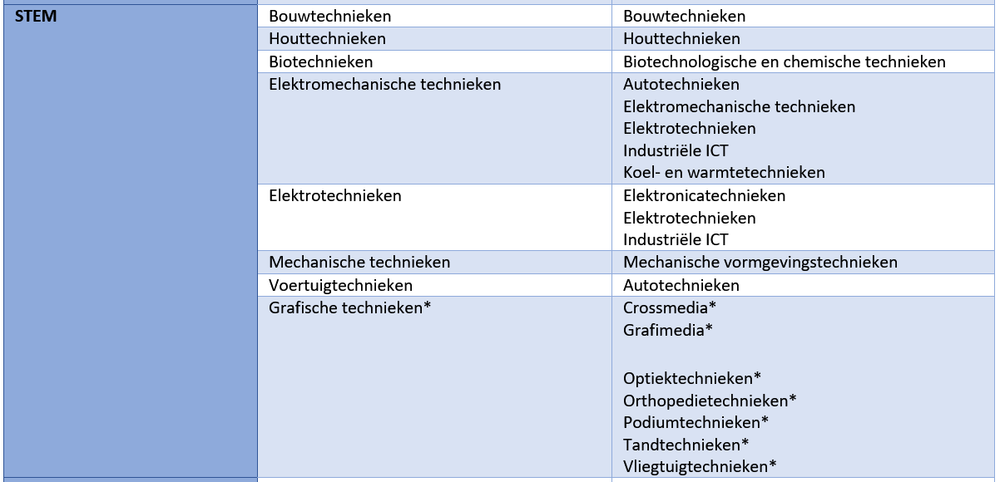 STEM Bouwtechnieken Bouwtechnieken
Houttechnieken Houttechnieken
Biotechnieken Biotechnologische en chemische technieken
Elektromechanische technieken Autotechnieken
Elektromechanische technieken
Elektrotechnieken
Industriële ICT
Koel- en warmtetechnieken
Elektrotechnieken Elektronicatechnieken
Elektrotechnieken
Industriële ICT
Mechanische technieken Mechanische vormgevingstechnieken
Voertuigtechnieken Autotechnieken
Grafische technieken* Crossmedia*
Grafimedia*
Optiektechnieken*
Orthopedietechnieken*
Podiumtechnieken*
Tandtechnieken*
Vliegtuigtechnieken*